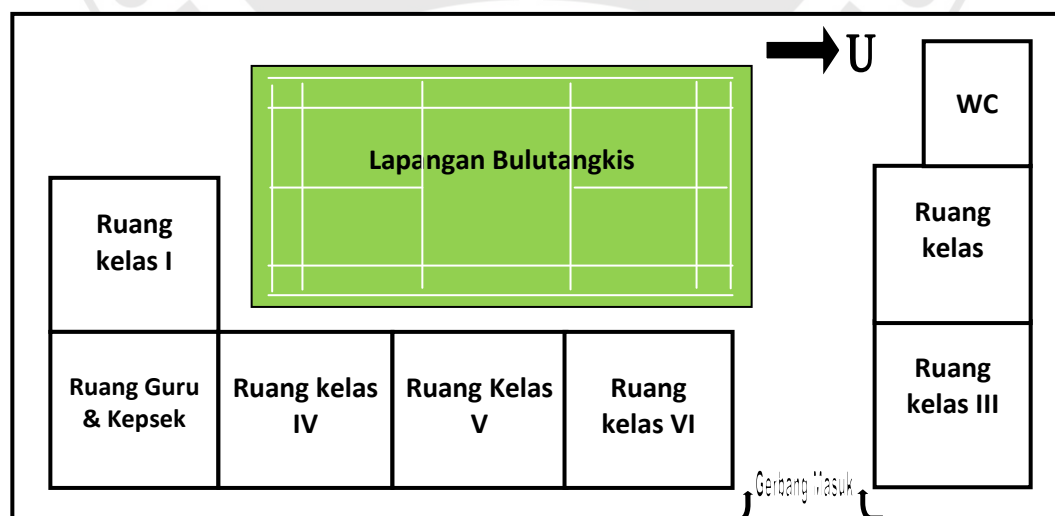 U
WC
Lapangan Bulutangkis
Ruang
kelas I
Ruang
kelas
Ruang Guru
& Kepsek
Ruang kelas
IV
Ruang Kelas
V
Ruang
kelas VI
Ruang
kelas III
Gerbang Masuk